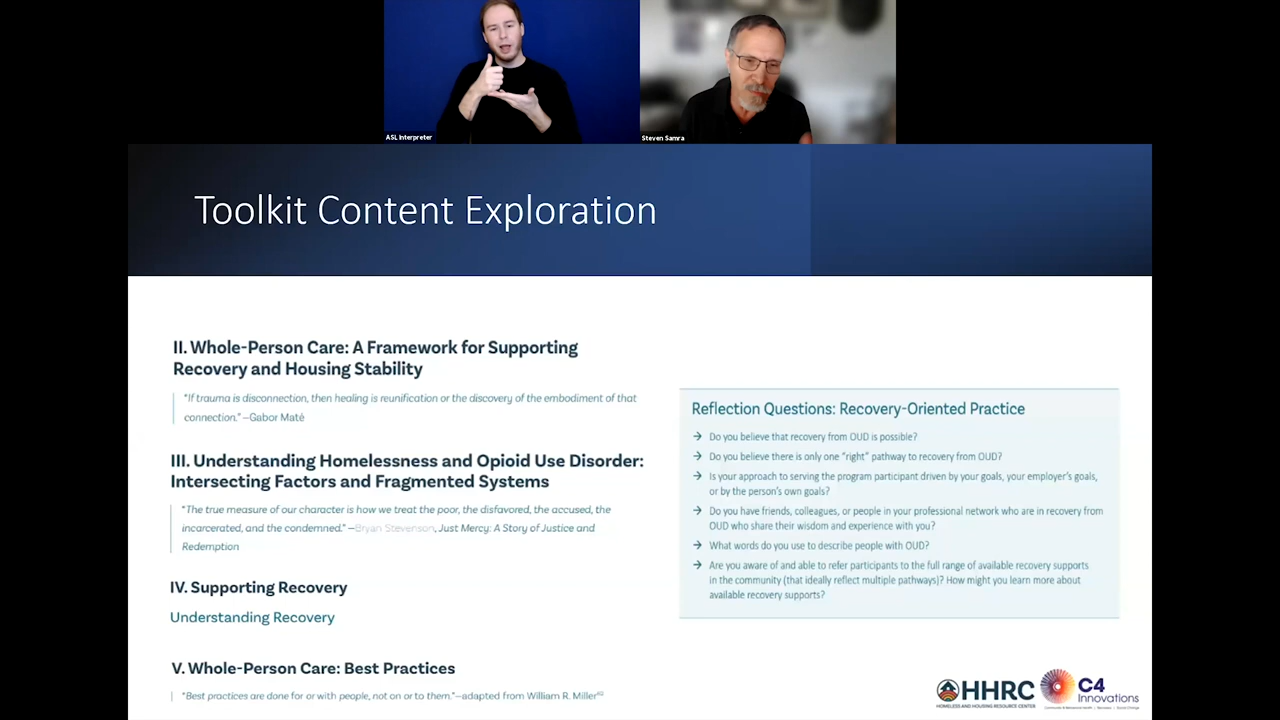 ASL Interpreter
Steven Samra
Toolkit Content Exploration
II. Whole-Person Care: A Framework for Supporting
Recovery and Housing Stability
"If trauma is disconnection, then healing is reunification or the discovery of the embodiment of that
connection." —Gabor Maté
III. Understanding Homelessness and Opioid Use Disorder:
Intersecting Factors and Fragmented Systems
"The true measure of our character is how we treat the poor, the disfavored, the accused, the
incarcerated, and the condemned." —Bryan Stevenson, Just Mercy: A Story of Justice and
Redemption
IV. Supporting Recovery
Understanding Recovery
V. Whole-Person Care: Best Practices
"Best practices are done for or with people, not on or to them."—adapted from William R. Miller
Reflection Questions: Recovery-Oriented Practice
→ Do you believe that recovery from OUD is possible?
→ Do you believe there is only one "right" pathway to recovery from OUD?
→ Is your approach to serving the program participant driven by your goals, your employer's goals,
or by the person's own goals?
→ Do you have friends, colleagues, or people in your professional network who are in recovery from
OUD who share their wisdom and experience with you?
→ What words do you use to describe people with OUD?
→ Are you aware of and able to refer participants to the full range of available recovery supports
in the community (that ideally reflect multiple pathways)? How might you learn more about
available recovery supports?
HHRC
HOMELESS AND HOUSING RESOURCE CENTER
C4
Innovations